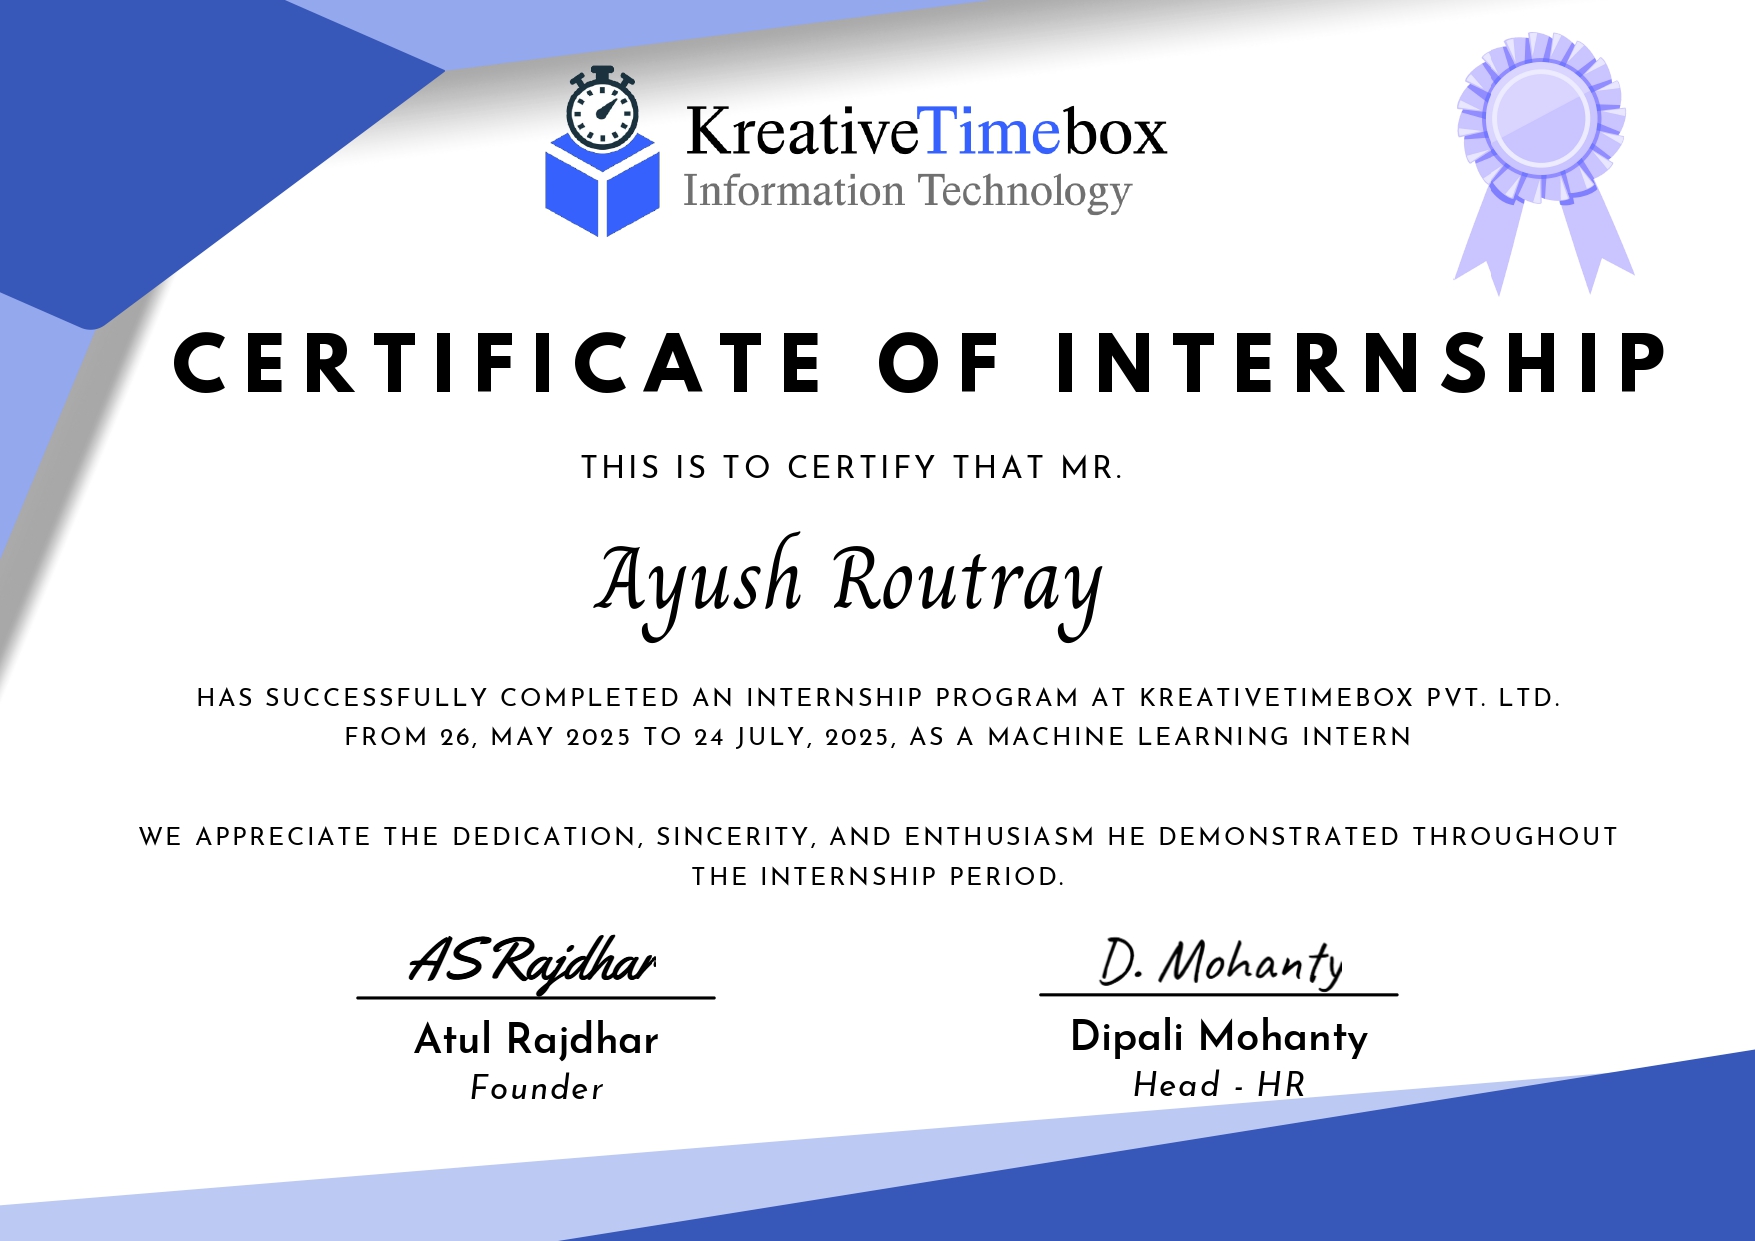 KreativeTimebox
Information Technology
CERTIFICATE OF INTERNSHIP
THIS IS TO CERTIFY THAT MR.
Ayush Routray
HAS SUCCESSFULLY COMPLETED AN INTERNSHIP PROGRAM AT KREATIVETIMEBOX PVT. LTD.
FROM 26, MAY 2025 TO 24 JULY, 2025, AS A MACHINE LEARNING INTERN
WE APPRECIATE THE DEDICATION, SINCERITY, AND ENTHUSIASM HE DEMONSTRATED THROUGHOUT
THE INTERNSHIP PERIOD.
AS Rajdhar
D. Mohanty
Atul Rajdhar
Dipali Mohanty
Founder
Head - HR